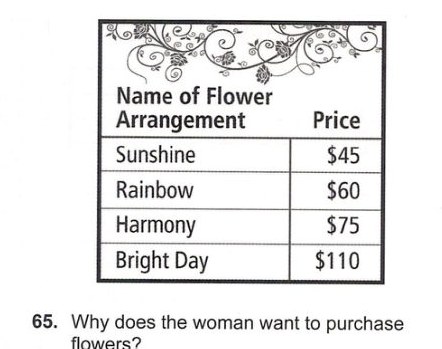 Name of Flower
Arrangement Price
Sunshine $45
Rainbow $60
Harmony $75
Bright Day $110
65. Why does the woman want to purchase
flowers?